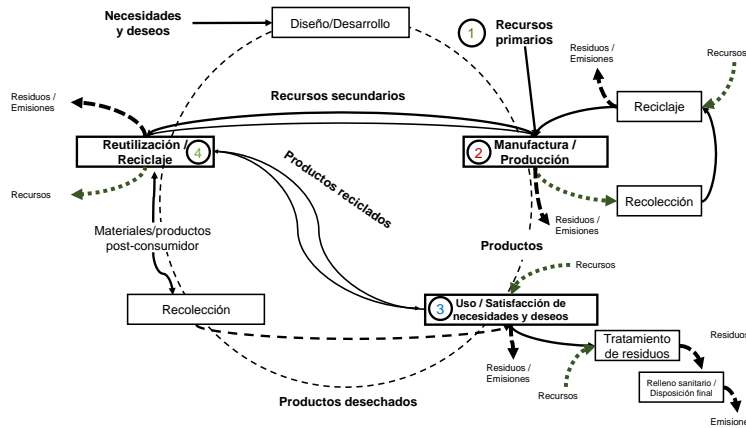 Necesidades
y deseos
Diseño/Desarrollo
1
Recursos
primarios
Residuos /
Emisiones
Recursos
Residuos /
Emisiones
Recursos secundarios
Reciclaje
Reutilización /
Reciclaje
4
2
Manufactura /
Producción
Productos reciclados
Recursos
Recolección
Residuos /
Emisiones
Materiales/productos
post-consumidor
Productos
Recursos
Recolección
3
Uso / Satisfacción de
necesidades y deseos
Residuos /
Emisiones
Tratamiento
de residuos
Residuos
Recursos
Relleno sanitario /
Disposición final
Productos desechados
Emisione